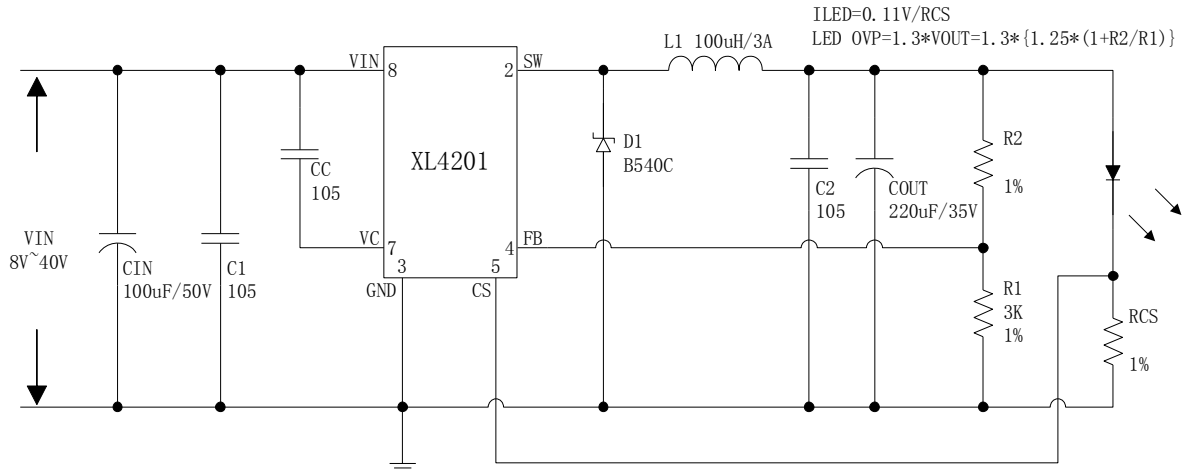 ILED=0.11V/RCS
LED OVP=1.3*VOUT=1.3*{1.25*(1+R2/R1)}
L1 100uH/3A
VIN
8
2
SW
XL4201
CC
105
D1
B540C
R2
1%
C2
105
COUT
220uF/35V
VC
7
4
FB
3
5
GND
CS
VIN
8V~40V
CIN
100uF/50V
C1
105
R1
3K
1%
RCS
1%